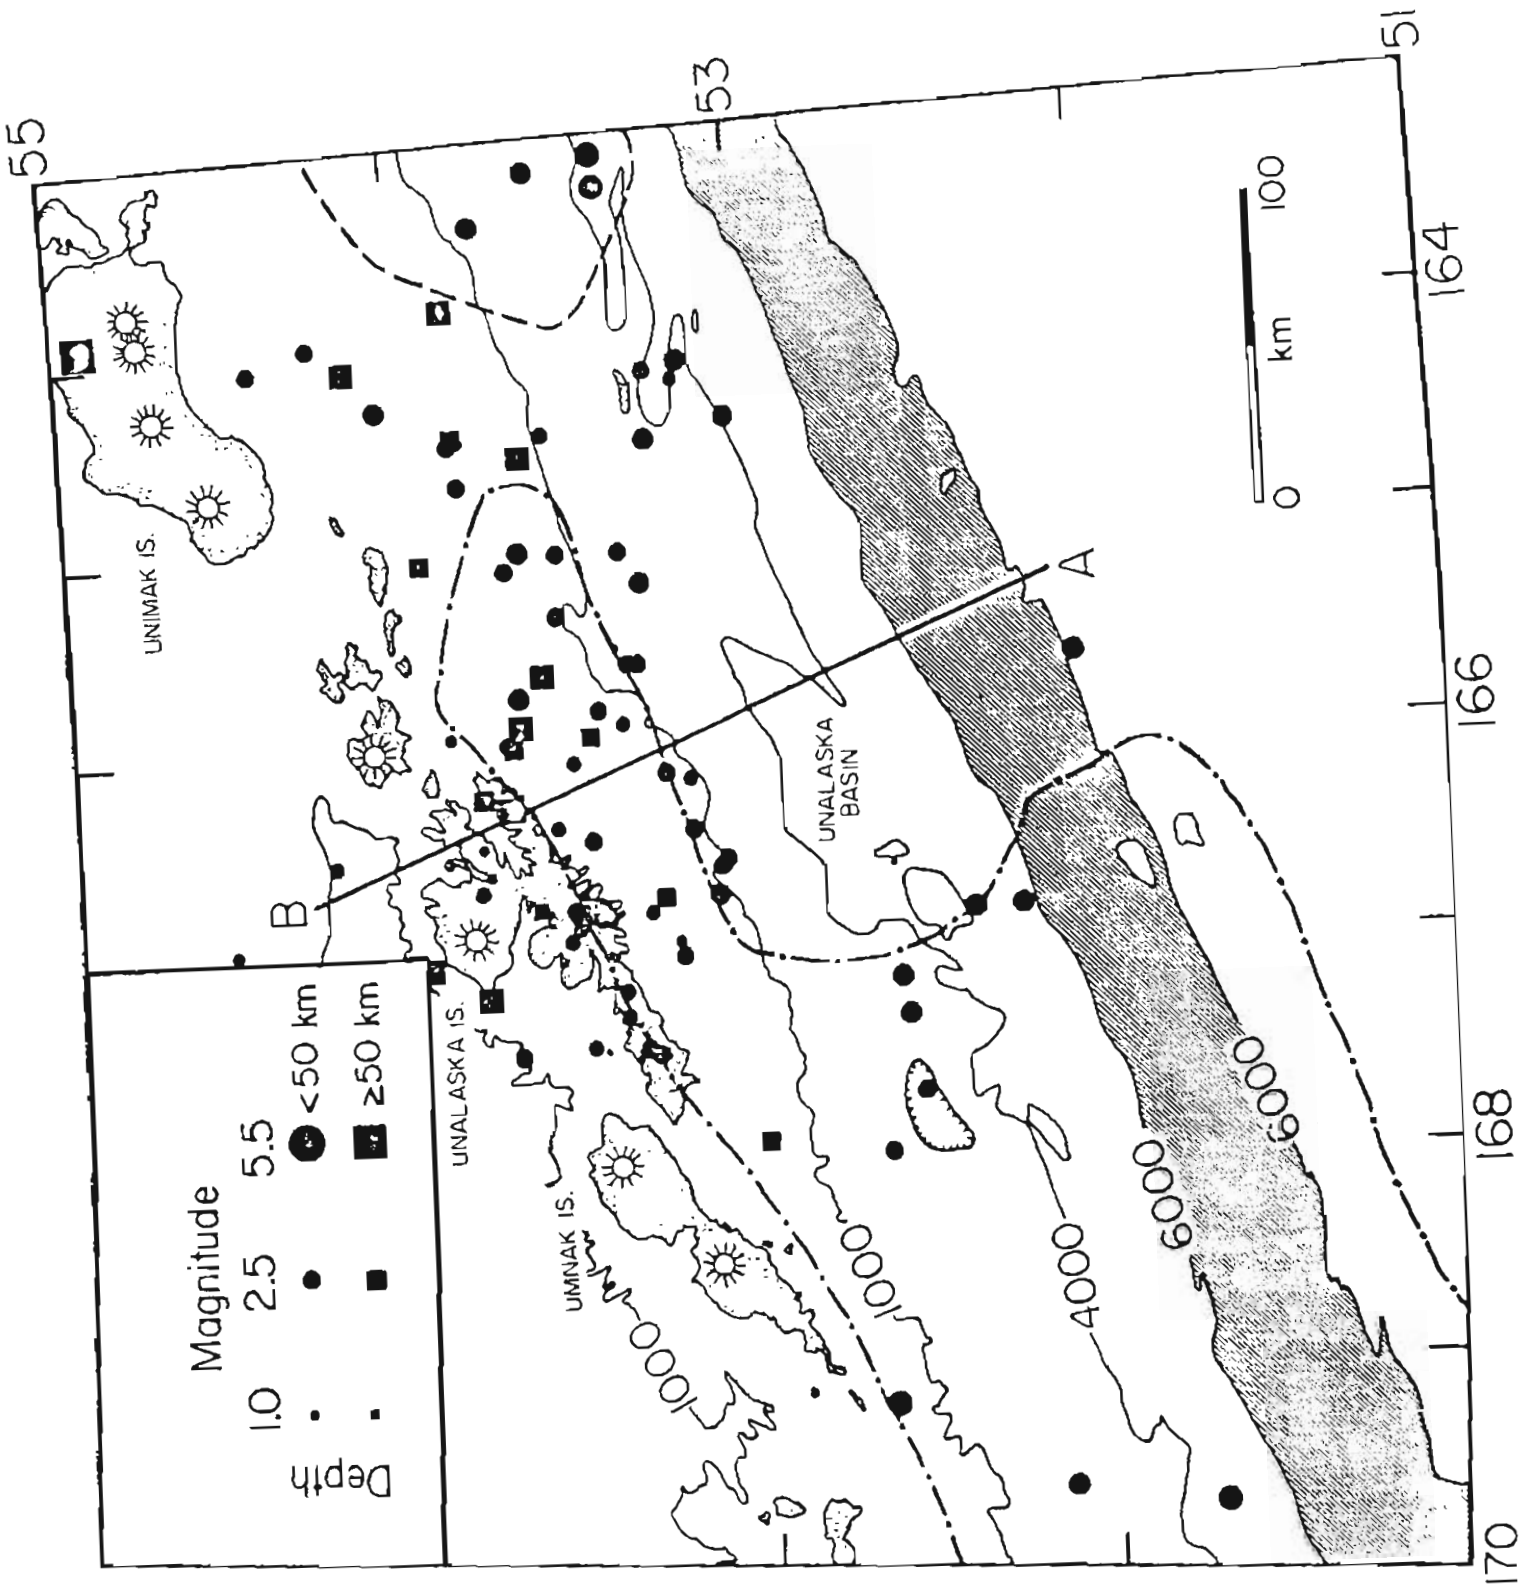 Magnitude
1.0 2.5 5.5
Depth
<50 km
≥50 km
55
53
51
UNIMAK IS.
UNALASKA IS.
UMNAK IS.
UNALASKA
BASIN
B
A
1000
1000
4000
6000
6000
0 km 100
170
168
166
164